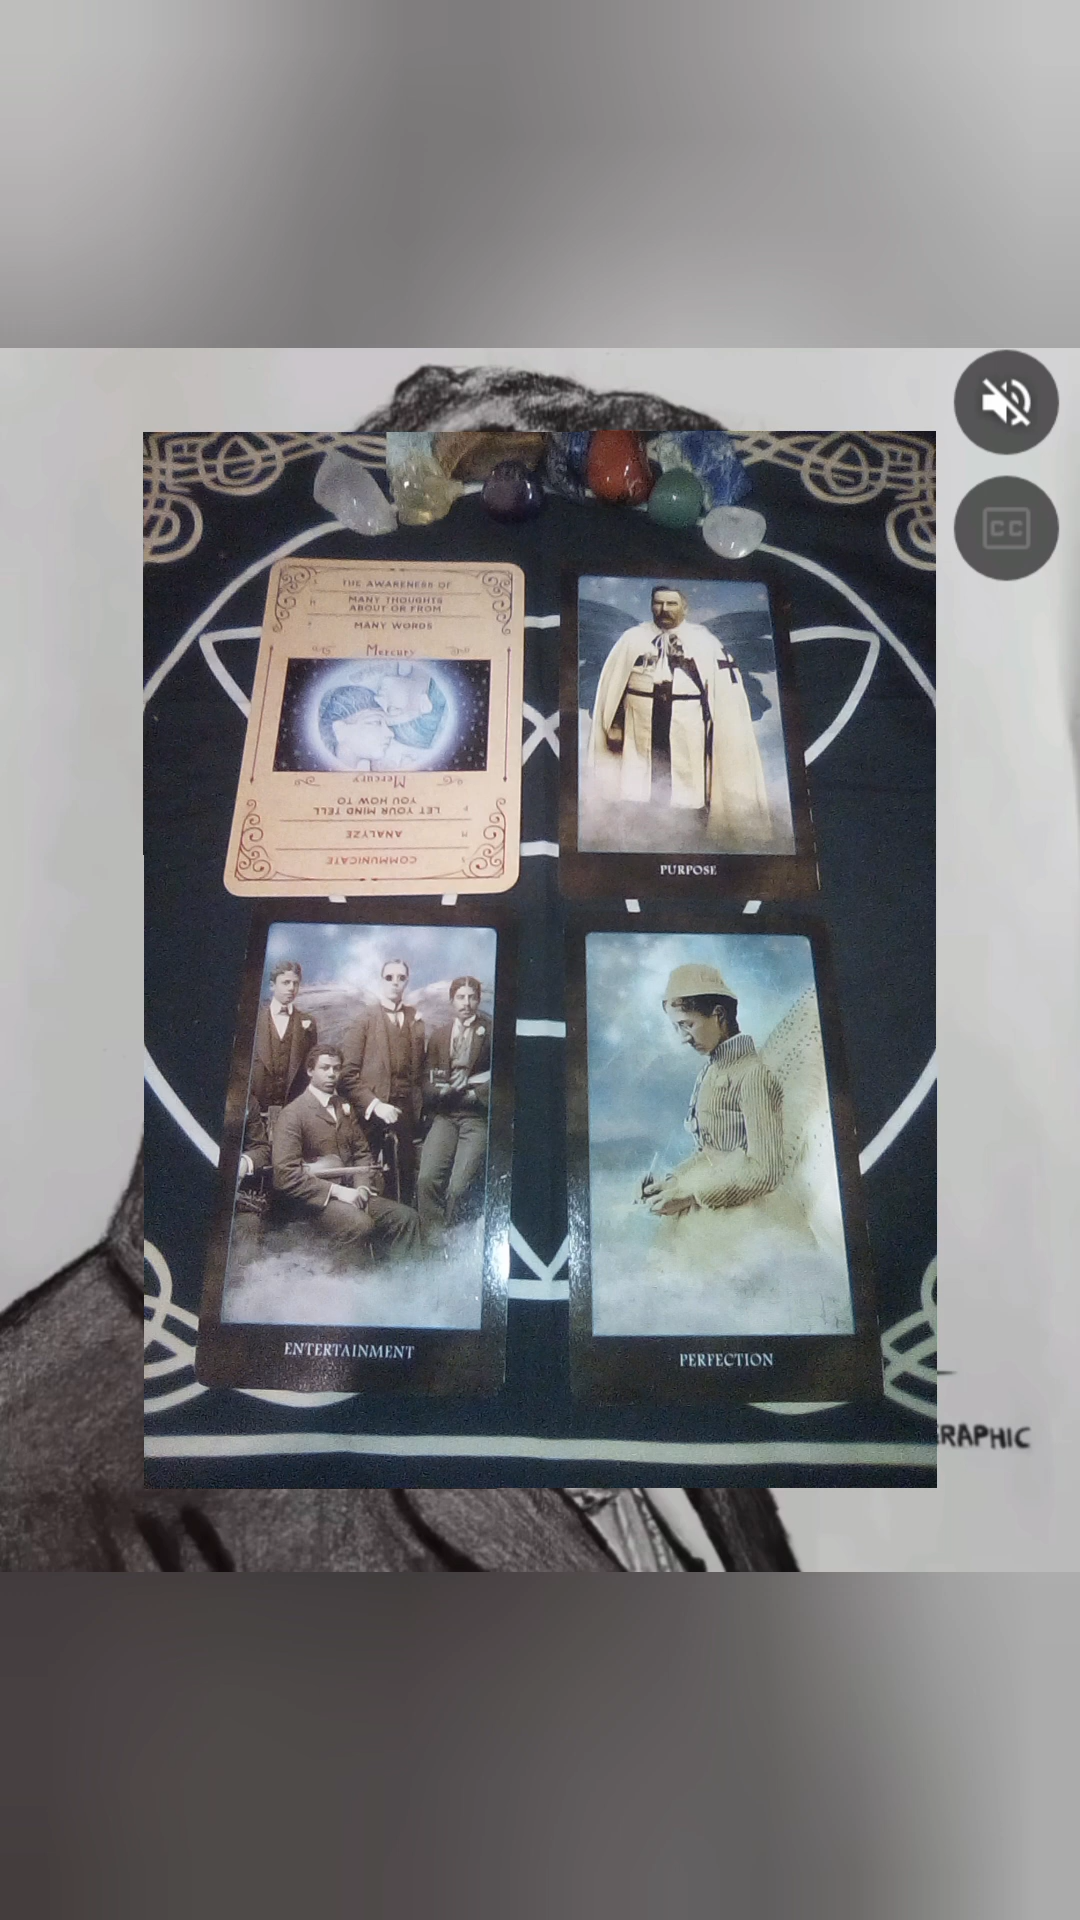 CC
THE AWARENESS OF
MANY THOUGHTS
ABOUT OR FROM
MANY WORDS
Mercury
Mercury
LET YOUR MIND TELL
YOU HOW TO
ANALYZE
COMMUNICATE
PURPOSE
ENTERTAINMENT
PERFECTION
RAPHIC